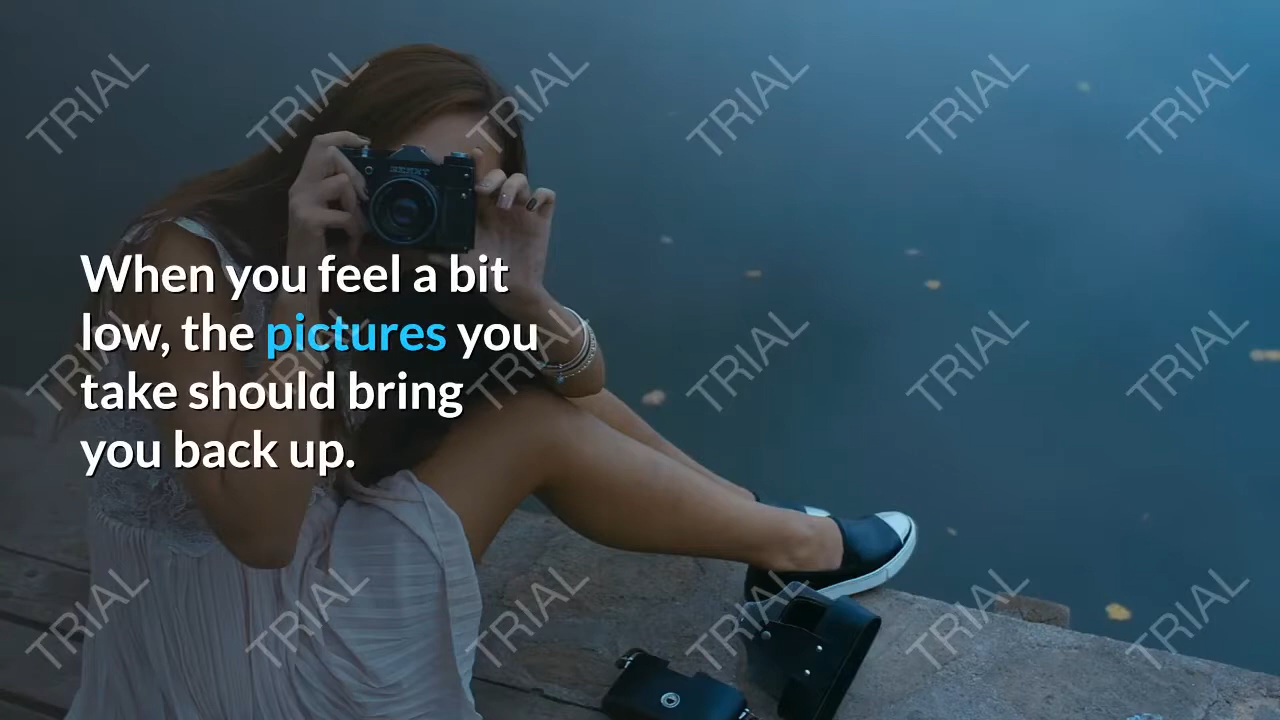 TRIAL TRIAL TRIAL TRIAL TRIAL TRIAL
ZENIT
When you feel a bit
low, the pictures you
take should bring
you back up.
TRIAL TRIAL TRIAL TRIAL TRIAL TRIAL
TRIAL TRIAL TRIAL TRIAL TRIAL TRIAL